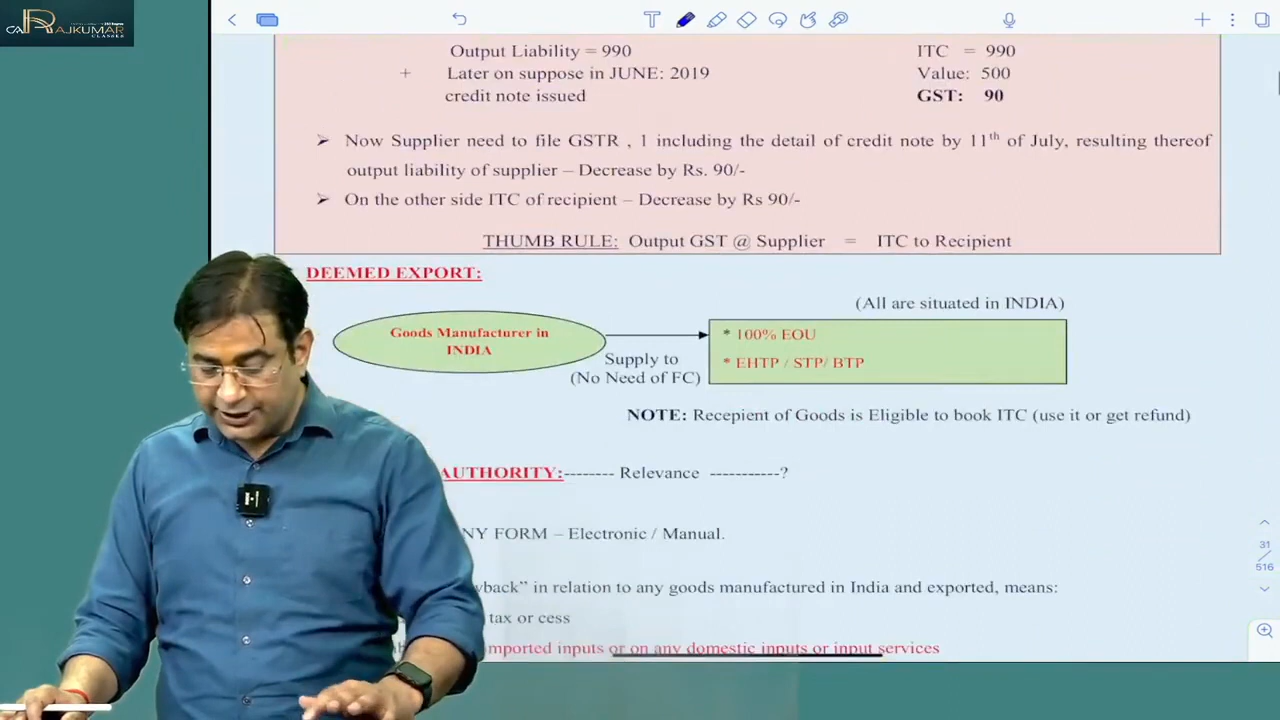 CA RAJKUMAR
CLASSES
Output Liability = 990 ITC = 990
+ Later on suppose in JUNE: 2019 Value: 500
credit note issued GST: 90
➢ Now Supplier need to file GSTR , 1 including the detail of credit note by 11th of July, resulting thereof
output liability of supplier – Decrease by Rs. 90/-
➢ On the other side ITC of recipient – Decrease by Rs 90/-
THUMB RULE: Output GST @ Supplier = ITC to Recipient
DEEMED EXPORT:
(All are situated in INDIA)
Goods Manufacturer in
INDIA
Supply to
(No Need of FC)
* 100% EOU
* EHTP / STP/ BTP
NOTE: Recepient of Goods is Eligible to book ITC (use it or get refund)
AUTHORITY:-------- Relevance -----------?
NY FORM – Electronic / Manual.
wback” in relation to any goods manufactured in India and exported, means:
tax or cess
mported inputs or on any domestic inputs or input services
31
516